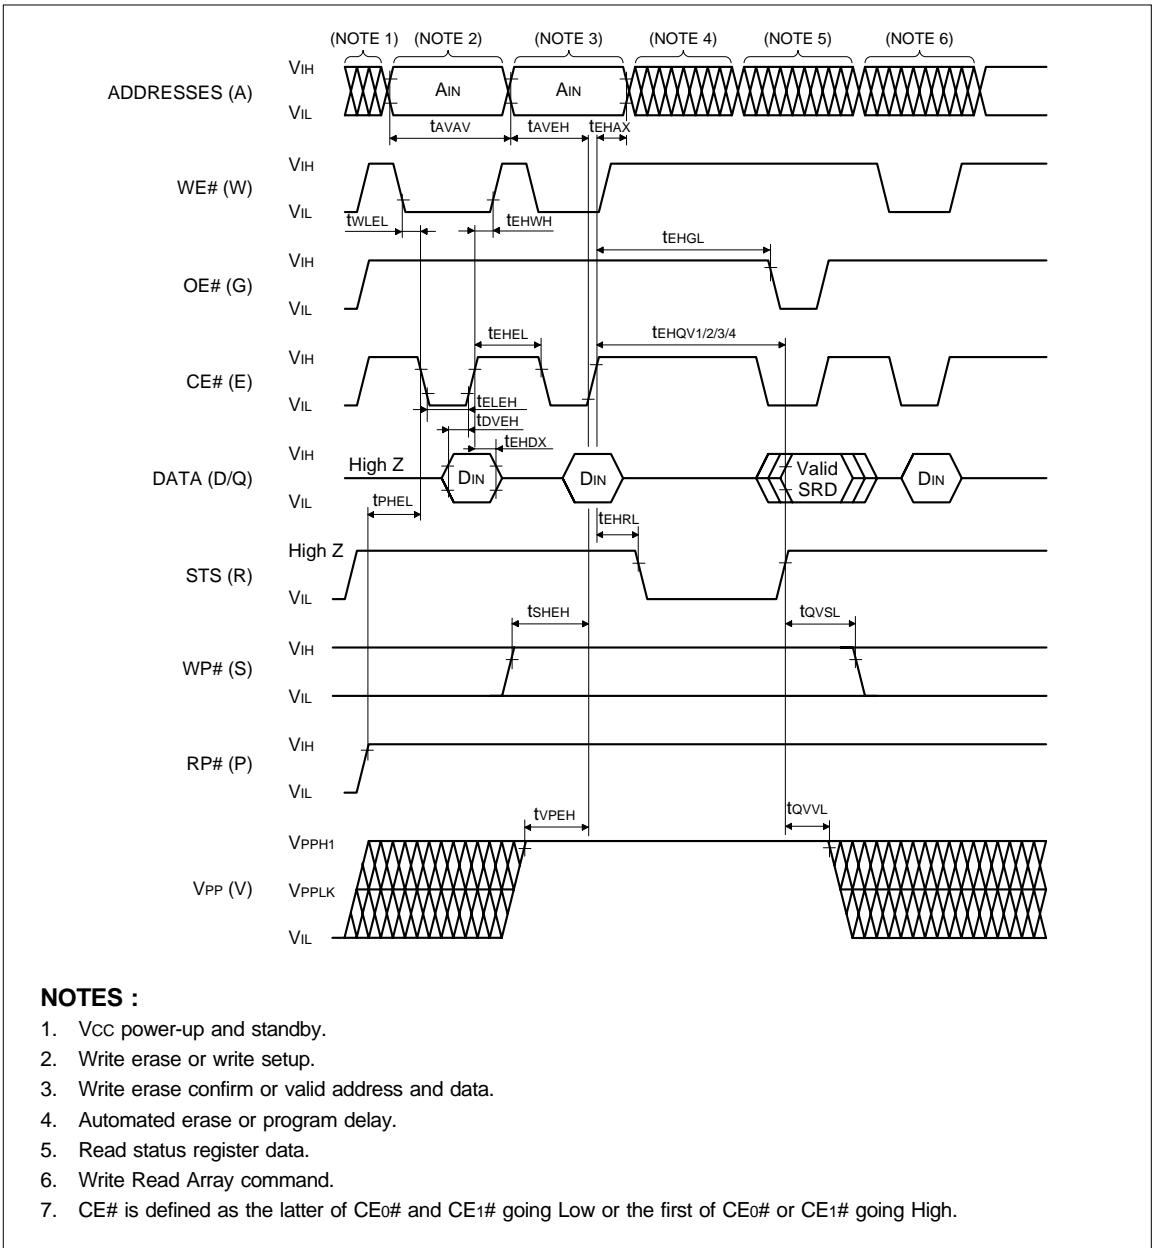 (NOTE 1) (NOTE 2) (NOTE 3) (NOTE 4) (NOTE 5) (NOTE 6)
ADDRESSES (A)
VIH
VIL
AIN AIN
tAVAV tAVEH tEHAX
WE# (W)
VIH
VIL
tWLEL tEHWH
tEHGL
OE# (G)
VIH
VIL
tEHEL tEHQV1/2/3/4
CE# (E)
VIH
VIL
tELEH
tDVEH
tEHDX
DATA (D/Q)
VIH
VIL
High Z
DIN DIN
Valid
SRD
DIN
tPHEL
tEHRL
STS (R)
High Z
VIL
tSHEH tQVSL
WP# (S)
VIH
VIL
RP# (P)
VIH
VIL
tVPEH tQVVL
VPP (V)
VPPH1
VPPLK
VIL
NOTES :
1. VCC power-up and standby.
2. Write erase or write setup.
3. Write erase confirm or valid address and data.
4. Automated erase or program delay.
5. Read status register data.
6. Write Read Array command.
7. CE# is defined as the latter of CE0# and CE1# going Low or the first of CE0# or CE1# going High.